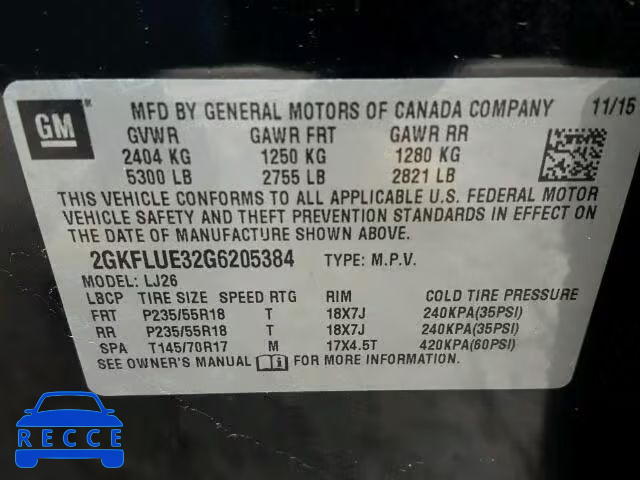 GM
MFD BY GENERAL MOTORS OF CANADA COMPANY 11/15
GVWR GAWR FRT GAWR RR
2404 KG 1250 KG 1280 KG
5300 LB 2755 LB 2821 LB
THIS VEHICLE CONFORMS TO ALL APPLICABLE U.S. FEDERAL MOTOR
VEHICLE SAFETY AND THEFT PREVENTION STANDARDS IN EFFECT ON
THE DATE OF MANUFACTURE SHOWN ABOVE.
2GKFLUE32G6205384 TYPE: M.P.V.
MODEL: LJ26
LBCP TIRE SIZE SPEED RTG RIM COLD TIRE PRESSURE
FRT P235/55R18 T 18X7J 240KPA(35PSI)
RR P235/55R18 T 18X7J 240KPA(35PSI)
SPA T145/70R17 M 17X4.5T 420KPA(60PSI)
SEE OWNER'S MANUAL FOR MORE INFORMATION.
RECCE